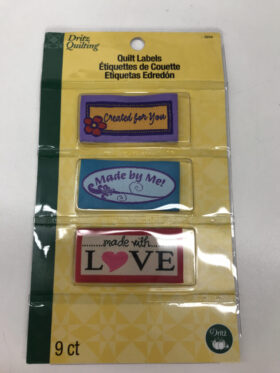 Dritz
Quilting
Quilt Labels
Étiquettes de Couette
Etiquetas Edredón
Created for You
Made by Me!
.......made with.....
LOVE
9 ct
Dritz